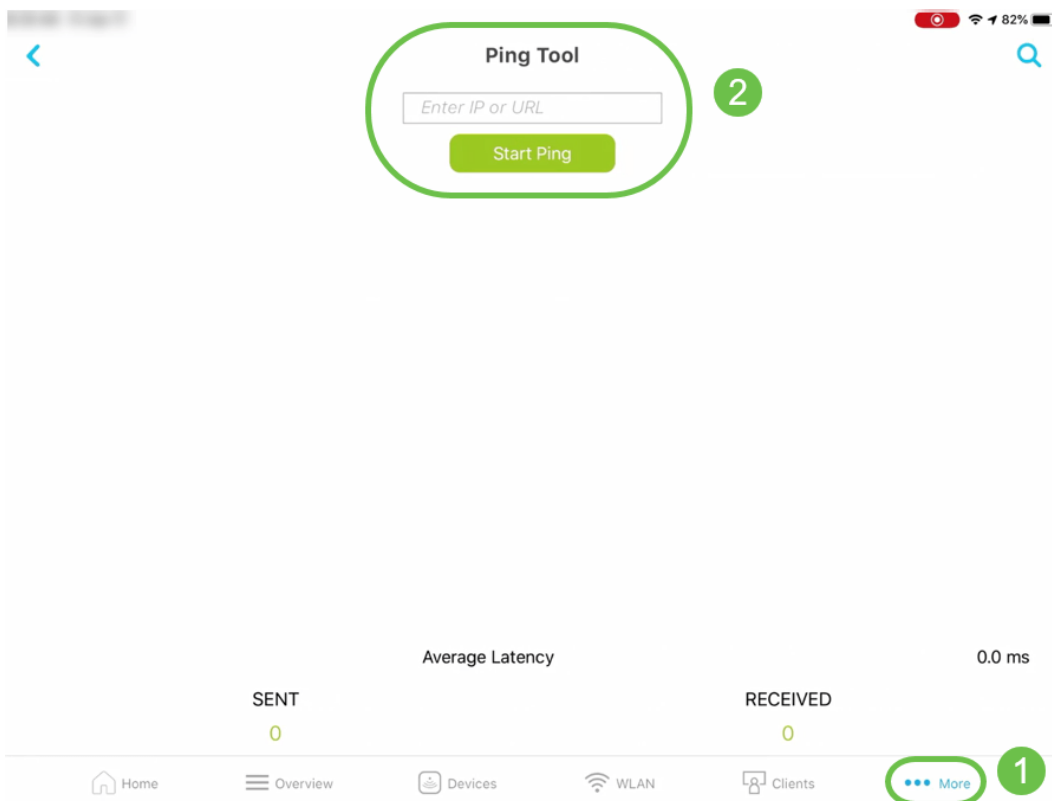 82%
Ping Tool
2
Enter IP or URL
Start Ping
Average Latency 0.0 ms
SENT RECEIVED
0 0
Home Overview Devices WLAN Clients More 1